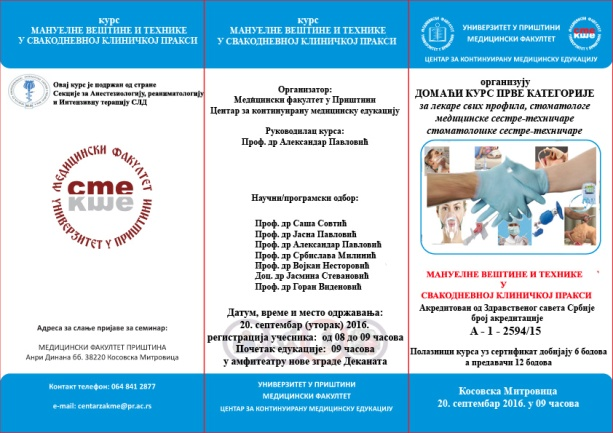 курс
МАНУЕЛНЕ ВЕШТИНЕ И ТЕХНИКЕ
У СВАКОДНЕВНОЈ КЛИНИЧКОЈ ПРАКСИ
Овај курс је подржан од стране
Секције за Анестезиологију, реаниматологију
и Интензивну терапију СЛД
МЕДИЦИНСКИ ФАКУЛТЕТ
УНИВЕРЗИТЕТ У ПРИШТИНИ
cme
кше
Адреса за слање пријаве за семинар:
МЕДИЦИНСКИ ФАКУЛТЕТ ПРИШТИНА
Анри Динана бб. 38220 Косовска Митровица
Контакт телефон: 064 841 2877
e-mail: centarzakme@pr.ac.rs
курс
МАНУЕЛНЕ ВЕШТИНЕ И ТЕХНИКЕ
У СВАКОДНЕВНОЈ КЛИНИЧКОЈ ПРАКСИ
Организатор:
Медицински факултет у Приштини
Центар за континуирану медицинску едукацију
Руководилац курса:
Проф. др Александар Павловић
Научни/програмски одбор:
Проф. др Саша Совтић
Проф. др Јасна Павловић
Проф. др Александар Павловић
Проф. др Србислава Милинић
Проф. др Војкан Несторовић
Доц. др Јасмина Стевановић
Проф. др Горан Виденовић
Датум, време и место одржавања:
20. септембар (уторак) 2016.
регистрација учесника: од 08 до 09 часова
Почетак едукације: 09 часова
у амфитеатру нове зграде Деканата
УНИВЕРЗИТЕТ У ПРИШТИНИ
МЕДИЦИНСКИ ФАКУЛТЕТ
ЦЕНТАР ЗА КОНТИНУИРАНУ МЕДИЦИНСКУ ЕДУКАЦИЈУ
УНИВЕРЗИТЕТ У ПРИШТИНИ
МЕДИЦИНСКИ ФАКУЛТЕТ
ЦЕНТАР ЗА КОНТИНУИРАНУ МЕДИЦИНСКУ ЕДУКАЦИЈУ
cme
кше
организују
ДОМАЋИ КУРС ПРВЕ КАТЕГОРИЈЕ
за лекаре свих профила, стоматологе
медицинске сестре-техничаре
стоматолошке сестре-техничаре
МАНУЕЛНЕ ВЕШТИНЕ И ТЕХНИКЕ
У
СВАКОДНЕВНОЈ КЛИНИЧКОЈ ПРАКСИ
Акредитован од Здравственог савета Србије
број акредитације
А - 1 - 2594/15
Полазници курса уз сертификат добијају 6 бодова
а предавачи 12 бодова
Косовска Митровица
20. септембар 2016. у 09 часова